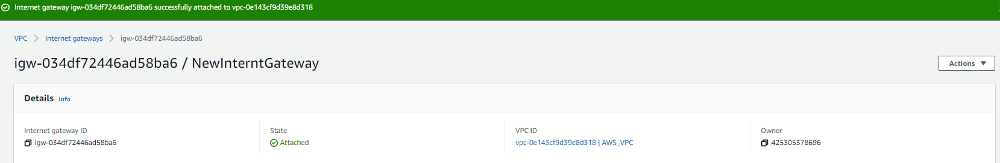 Internet gateway igw-034df72446ad58ba6 successfully attached to vpc-0e143cf9d39e8d318
VPC > Internet gateways > igw-034df72446ad58ba6
igw-034df72446ad58ba6 / NewInterntGateway
Actions
Details Info
Internet gateway ID State VPC ID Owner
igw-034df72446ad58ba6 Attached vpc-0e143cf9d39e8d318 | AWS_VPC 425305378696